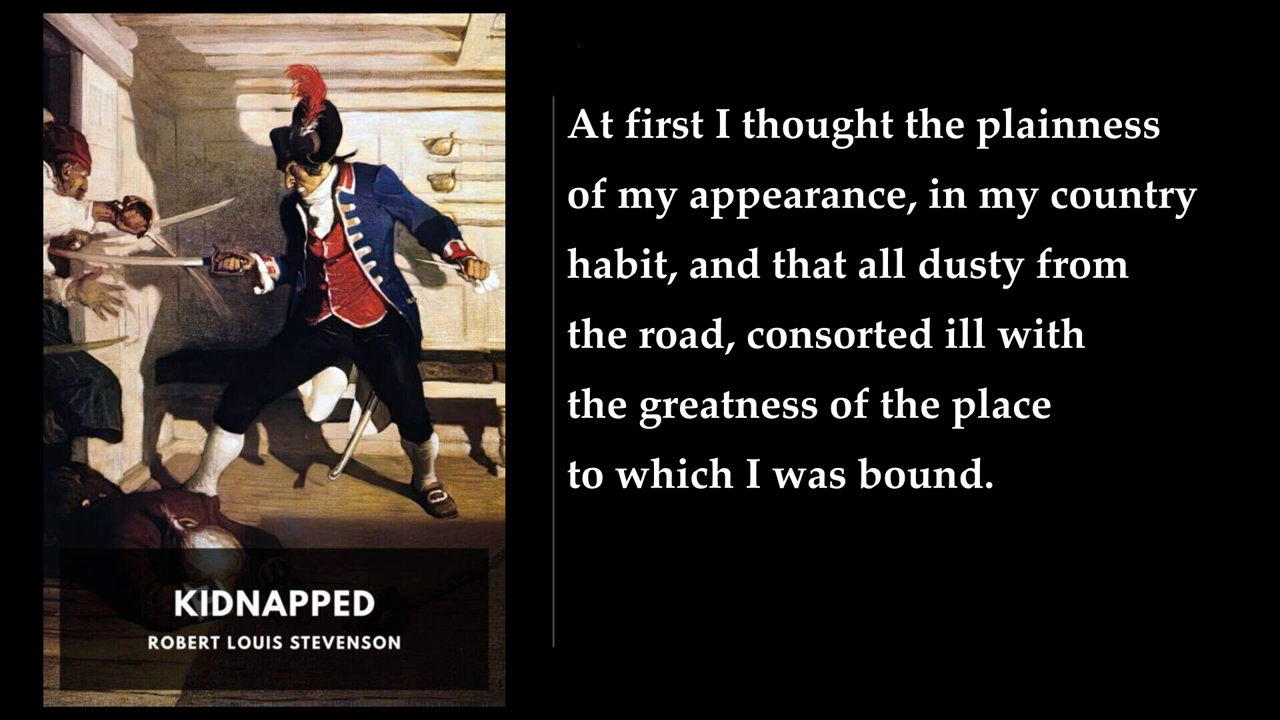 KIDNAPPED
ROBERT LOUIS STEVENSON
At first I thought the plainness
of my appearance, in my country
habit, and that all dusty from
the road, consorted ill with
the greatness of the place
to which I was bound.